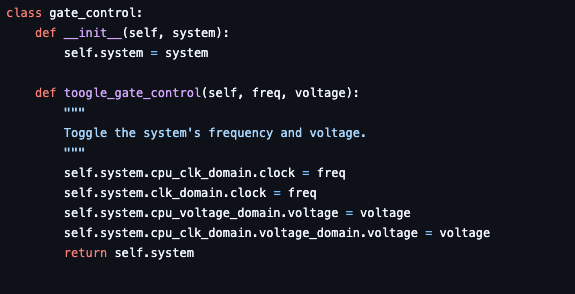 class gate_control:
    def __init__(self, system):
        self.system = system
    def toogle_gate_control(self, freq, voltage):
        """
        Toggle the system's frequency and voltage.
        """
        self.system.cpu_clk_domain.clock = freq
        self.system.clk_domain.clock = freq
        self.system.cpu_voltage_domain.voltage = voltage
        self.system.cpu_clk_domain.voltage_domain.voltage = voltage
        return self.system